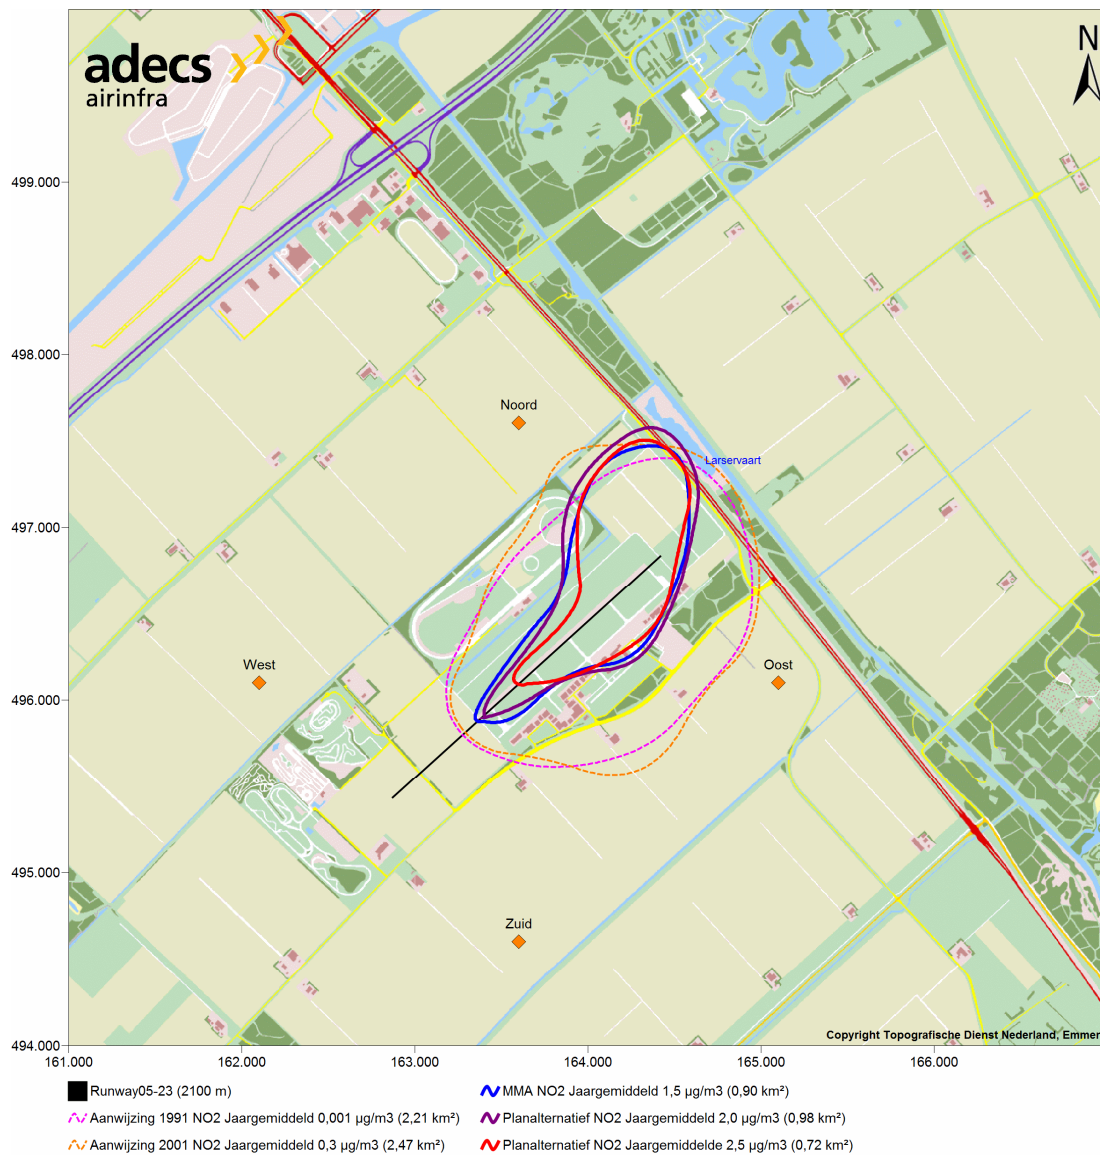 N
adecs
airinfra
499.000
498.000
Noord
Larservaart
497.000
West
Oost
496.000
495.000
Zuid
Copyright Topografische Dienst Nederland, Emmen
494.000
161.000 162.000 163.000 164.000 165.000 166.000
Runway05-23 (2100 m)
MMA NO2 Jaargemiddeld 1,5 µg/m3 (0,90 km²)
Aanwijzing 1991 NO2 Jaargemiddeld 0,001 µg/m3 (2,21 km²)
Planalternatief NO2 Jaargemiddeld 2,0 µg/m3 (0,98 km²)
Aanwijzing 2001 NO2 Jaargemiddeld 0,3 µg/m3 (2,47 km²)
Planalternatief NO2 Jaargemiddelde 2,5 µg/m3 (0,72 km²)